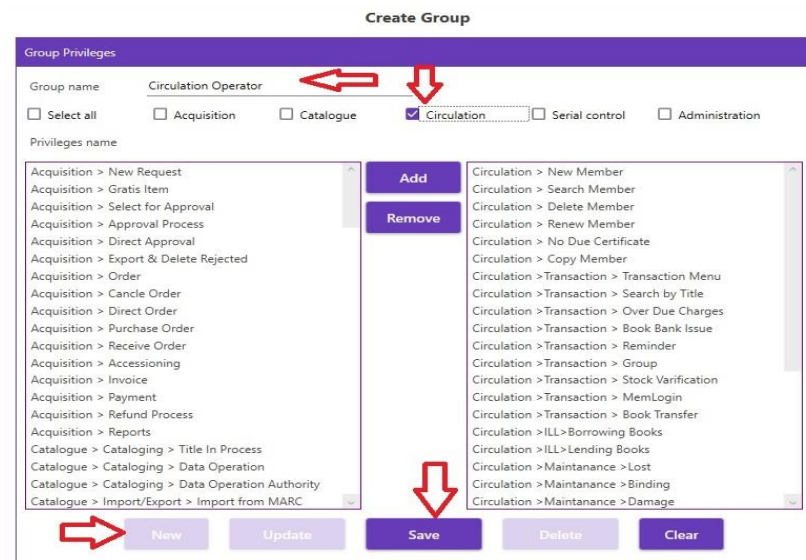 Create Group
Group Privileges
Group name Circulation Operator
Select all Acquisition Catalogue Circulation Serial control Administration
Privileges name
Acquisition > New Request
Acquisition > Gratis Item
Acquisition > Select for Approval
Acquisition > Approval Process
Acquisition > Direct Approval
Acquisition > Export & Delete Rejected
Acquisition > Order
Acquisition > Cancle Order
Acquisition > Direct Order
Acquisition > Purchase Order
Acquisition > Receive Order
Acquisition > Accessioning
Acquisition > Invoice
Acquisition > Payment
Acquisition > Refund Process
Acquisition > Reports
Catalogue > Cataloging > Title In Process
Catalogue > Cataloging > Data Operation
Catalogue > Cataloging > Data Operation Authority
Catalogue > Import/Export > Import from MARC
Add
Remove
Circulation > New Member
Circulation > Search Member
Circulation > Delete Member
Circulation > Renew Member
Circulation > No Due Certificate
Circulation > Copy Member
Circulation >Transaction > Transaction Menu
Circulation >Transaction > Search by Title
Circulation >Transaction > Over Due Charges
Circulation >Transaction > Book Bank Issue
Circulation >Transaction > Reminder
Circulation >Transaction > Group
Circulation >Transaction > Stock Varification
Circulation >Transaction > MemLogin
Circulation >Transaction > Book Transfer
Circulation >ILL>Borrowing Books
Circulation >ILL>Lending Books
Circulation >Maintanance >Lost
Circulation >Maintanance >Binding
Circulation >Maintanance >Damage
New Update Save Delete Clear